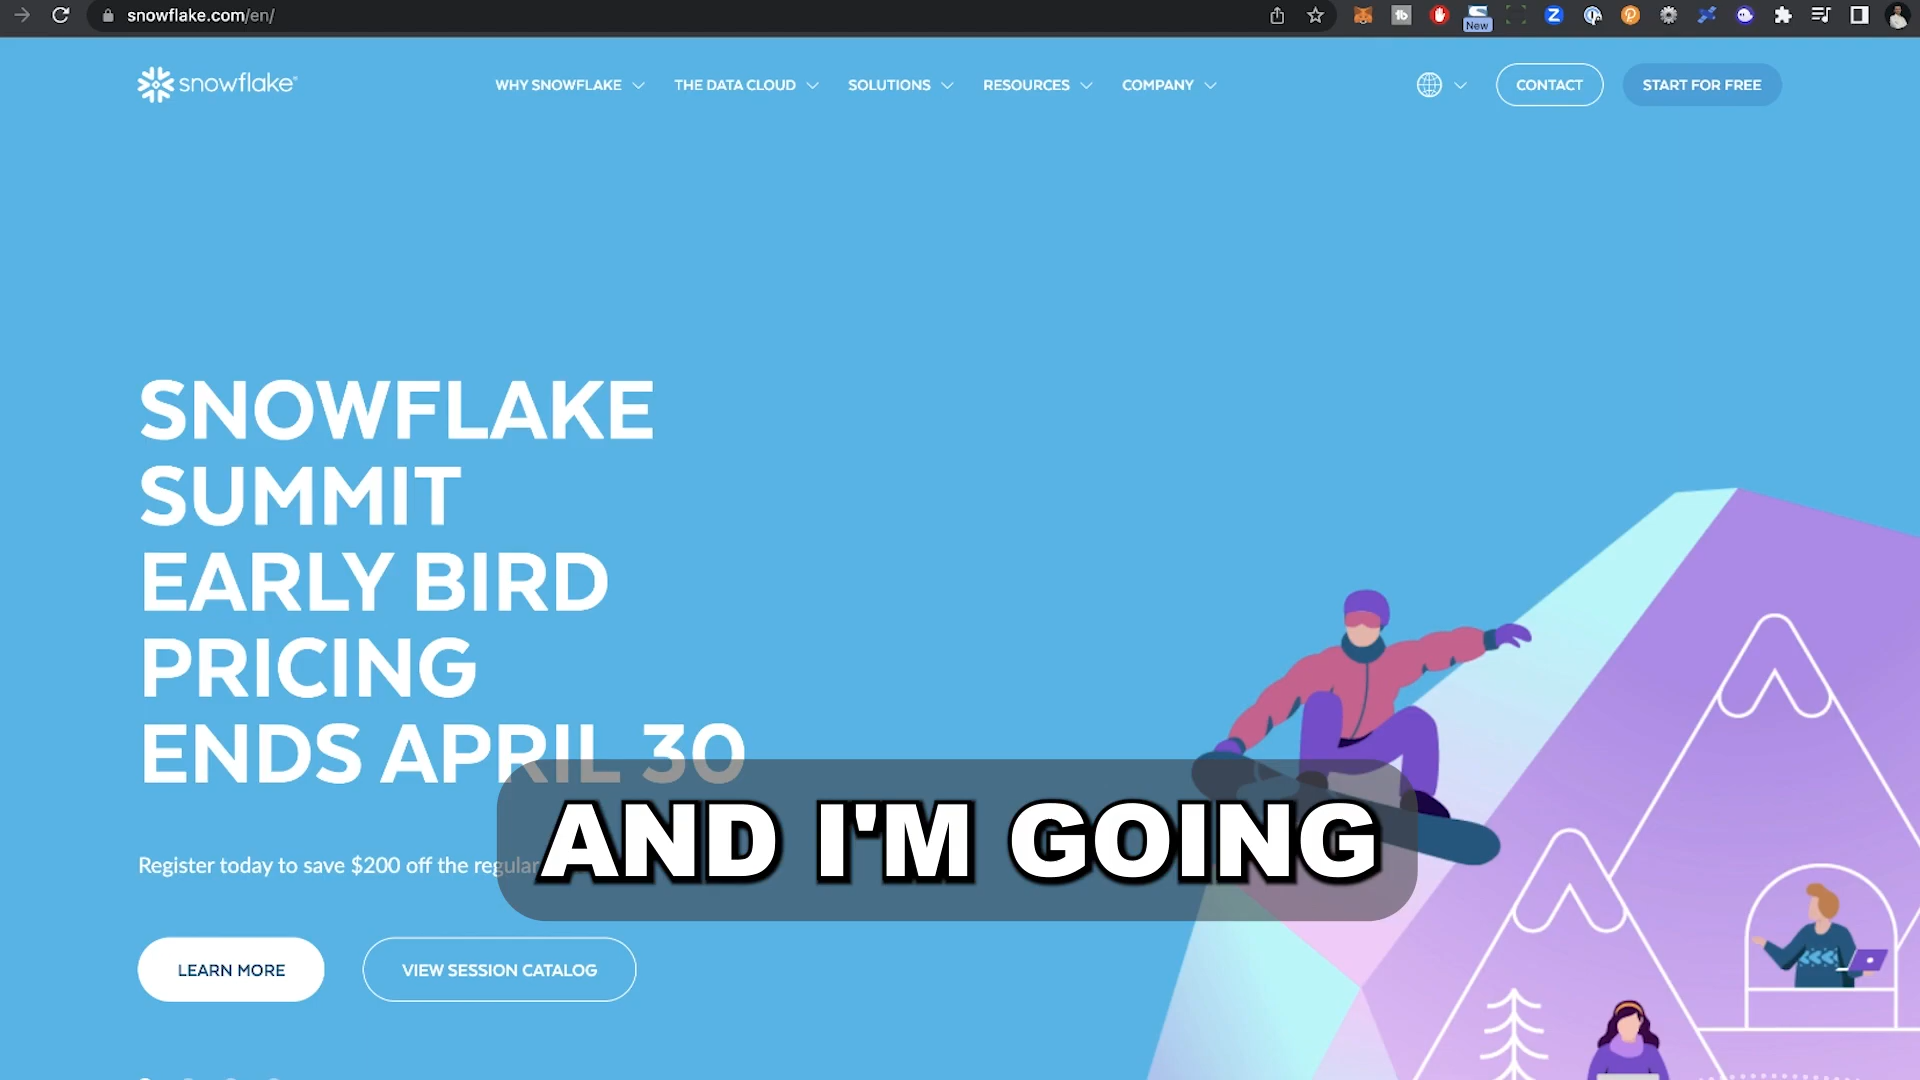 snowflake.com/en/
New
snowflake
WHY SNOWFLAKE
THE DATA CLOUD
SOLUTIONS
RESOURCES
COMPANY
CONTACT
START FOR FREE
SNOWFLAKE
SUMMIT
EARLY BIRD
PRICING
ENDS APRIL 30
Register today to save $200 off the regular
AND I'M GOING
LEARN MORE
VIEW SESSION CATALOG